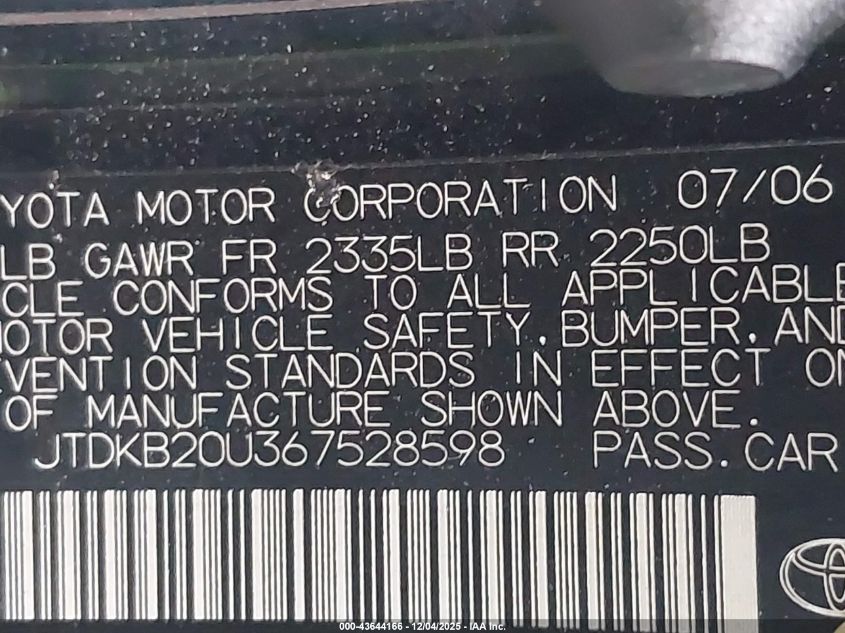 YOTA MOTOR CORPORATION 07/06
LB GAWR FR 2335LB RR 2250LB
CLE CONFORMS TO ALL APPLICABLE
OTOR VEHICLE SAFETY, BUMPER, AND
VENTION STANDARDS IN EFFECT ON
OF MANUFACTURE SHOWN ABOVE.
JTDKB20U367528598 PASS. CAR
000-43644166 - 12/04/2025 - IAA Inc.